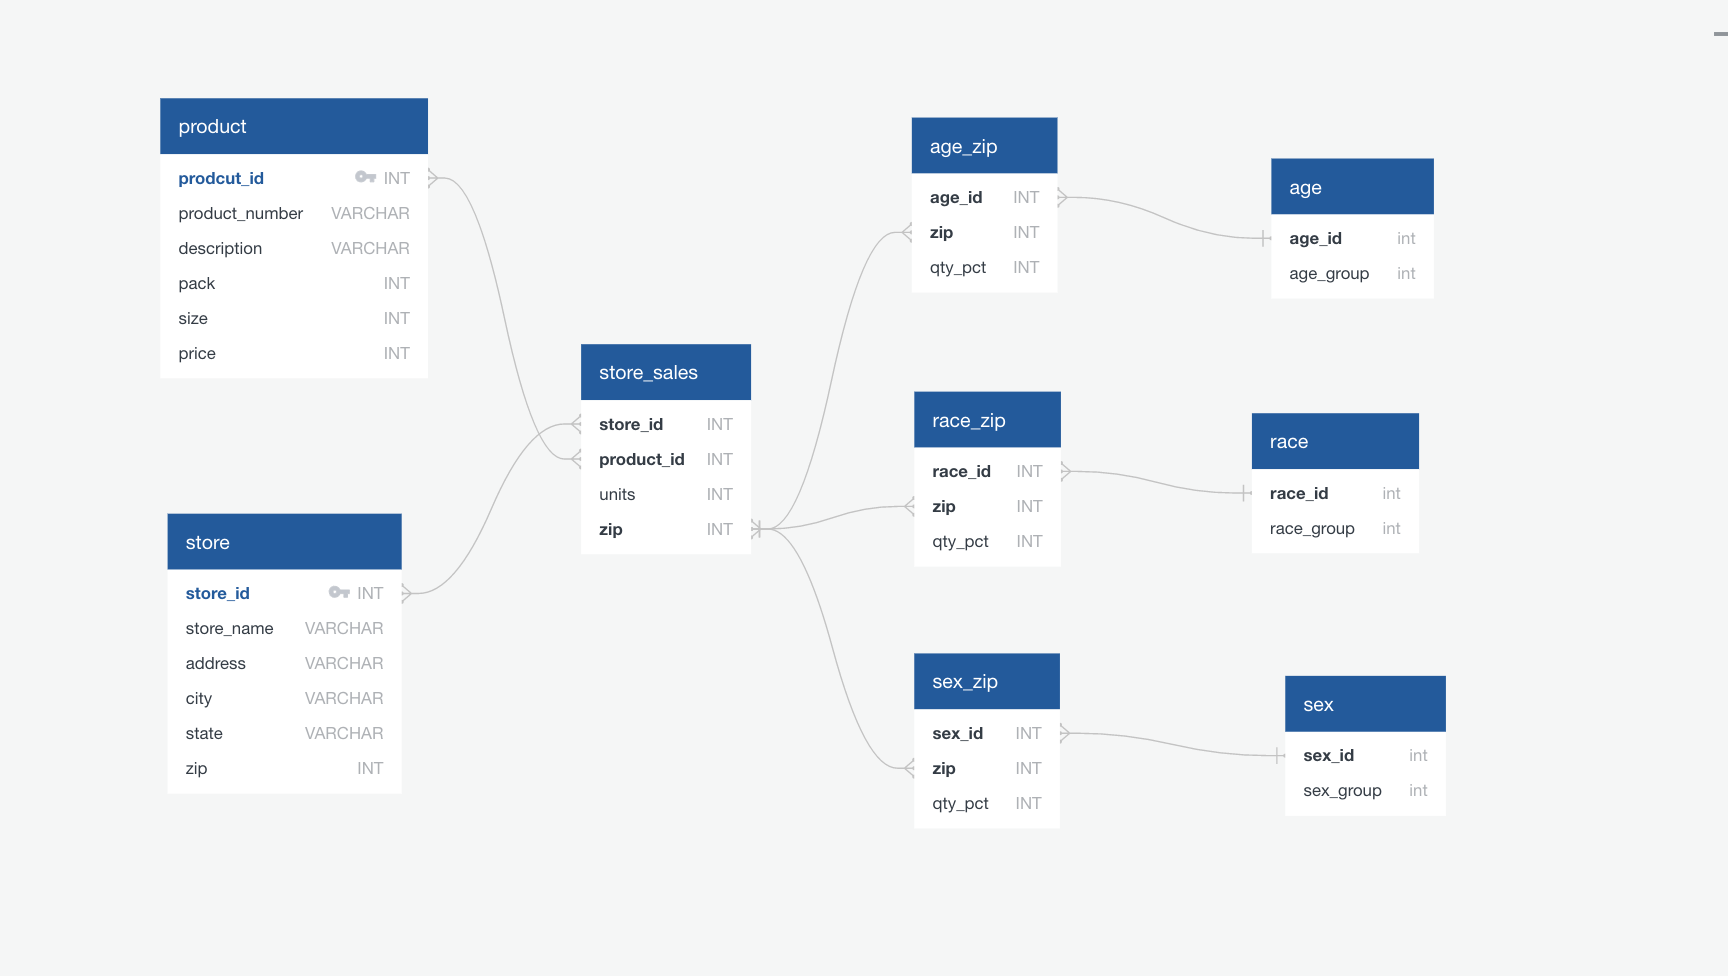 product
prodcut_id INT
product_number VARCHAR
description VARCHAR
pack INT
size INT
price INT
store
store_id INT
store_name VARCHAR
address VARCHAR
city VARCHAR
state VARCHAR
zip INT
store_sales
store_id INT
product_id INT
units INT
zip INT
age_zip
age_id INT
zip INT
qty_pct INT
race_zip
race_id INT
zip INT
qty_pct INT
sex_zip
sex_id INT
zip INT
qty_pct INT
age
age_id int
age_group int
race
race_id int
race_group int
sex
sex_id int
sex_group int